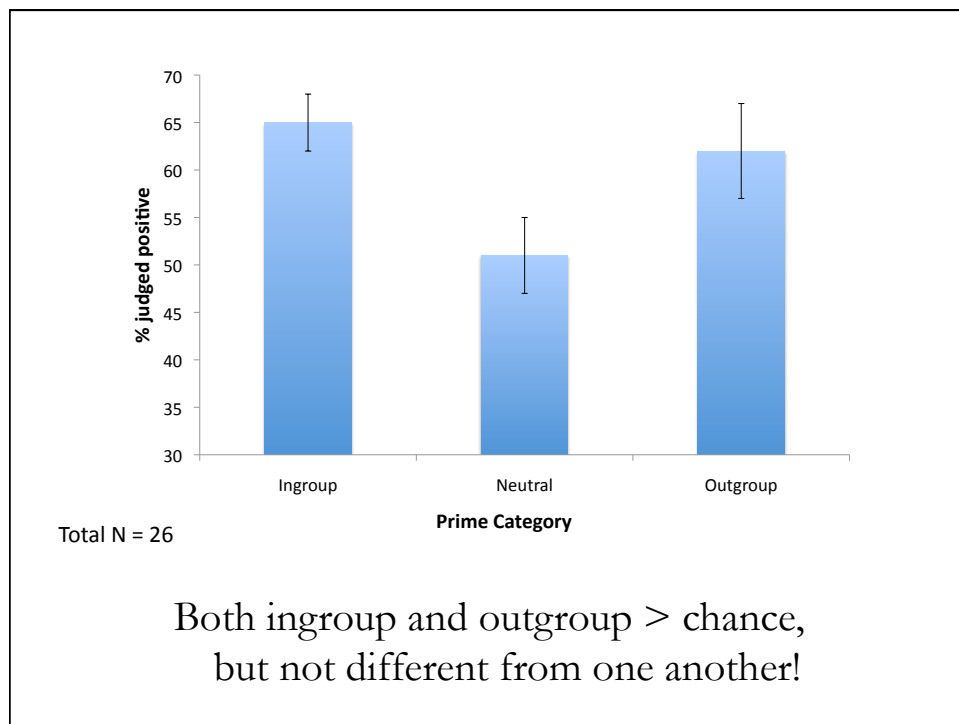 70
65
60
55
50
45
40
35
30
% judged positive
Ingroup Neutral Outgroup
Prime Category
Total N = 26
Both ingroup and outgroup > chance,
but not different from one another!